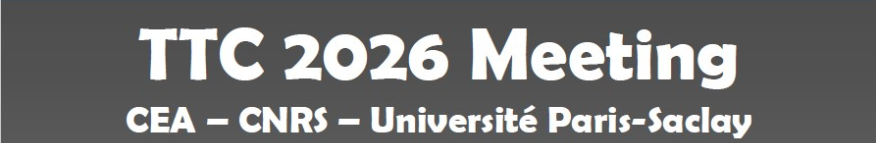 TTC 2026 Meeting
CEA – CNRS – Université Paris-Saclay